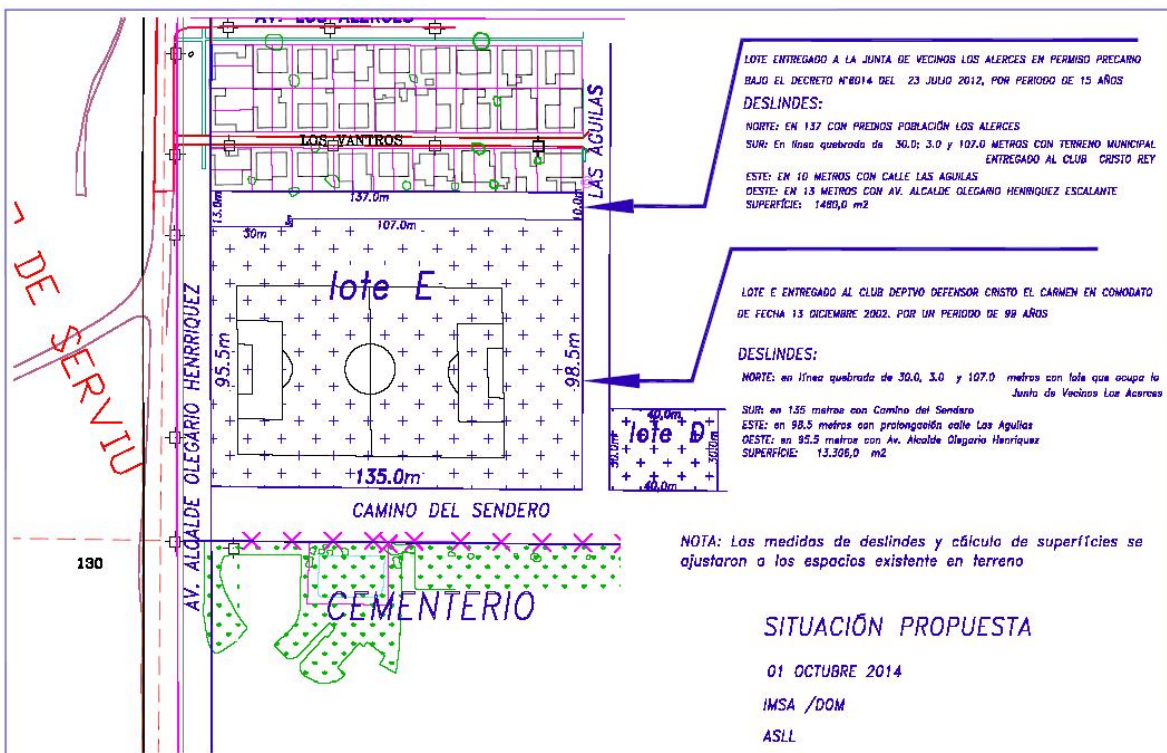 AV. LOS ALERCES
LOTE ENTREGADO A LA JUNTA DE VECINOS LOS ALERCES EN PERMISO PRECARIO
BAJO EL DECRETO N°6014 DEL 23 JULIO 2012, POR PERIODO DE 15 AÑOS
DESLINDES:
NORTE: EN 137 CON PREDIOS POBLACIÓN LOS ALERCES
SUR: En línea quebrada de 30.0; 3.0 y 107.0 METROS CON TERRENO MUNICIPAL
ENTREGADO AL CLUB CRISTO REY
ESTE: EN 10 METROS CON CALLE LAS AGUILAS
OESTE: EN 13 METROS CON AV. ALCALDE OLEGARIO HENRIQUEZ ESCALANTE
SUPERFÍCIE: 1460,0 m2
LOS VANTROS
LAS AGUILAS
137.0m
13.0m
10.0m
30m
3m
107.0m
lote E
95.5m
98.5m
135.0m
LOTE E ENTREGADO AL CLUB DEPTVO DEFENSOR CRISTO EL CARMEN EN COMODATO
DE FECHA 13 DICIEMBRE 2002. POR UN PERIODO DE 99 AÑOS
DESLINDES:
NORTE: en línea quebrada de 30.0, 3.0 y 107.0 metros con lote que ocupa la
Junta de Vecinos Los Acerces
SUR: en 135 metros con Camino del Sendero
ESTE: en 98.5 metros con prolongación calle Las Aguilas
OESTE: en 95.5 metros con Av. Alcalde Olegario Henriquez
SUPERFICIE: 13.306,0 m2
40.0m
lote D
30.0m
30.0m
40.0m
DE SERVIU
AV. ALCALDE OLEGARIO HENRRIQUEZ
CAMINO DEL SENDERO
130
CEMENTERIO
NOTA: Las medidas de deslindes y cálculo de superfícies se
ajustaron a los espacios existente en terreno
SITUACIÓN PROPUESTA
01 OCTUBRE 2014
IMSA /DOM
ASLL